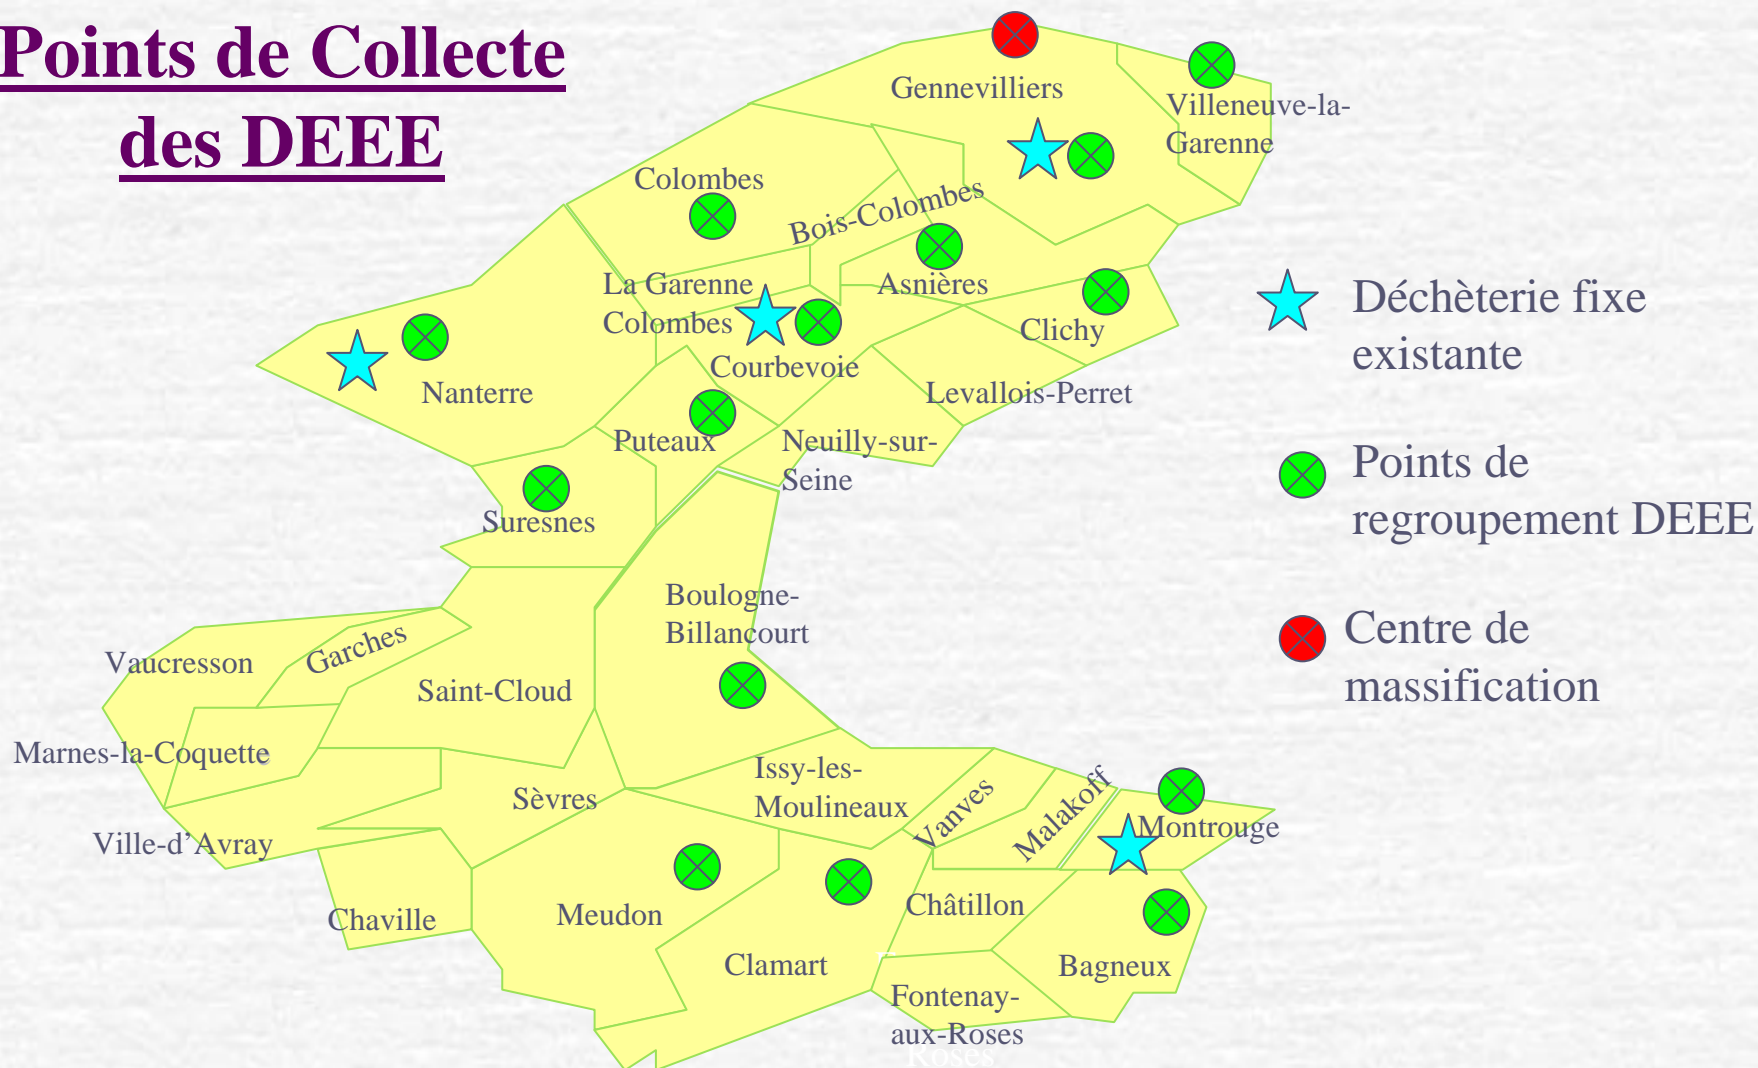 Points de Collecte
des DEEE
Gennevilliers
Villeneuve-la-
Garenne
Colombes
Bois-Colombes
La Garenne
Colombes
Asnières
Clichy
Courbevoie
Nanterre
Levallois-Perret
Puteaux
Neuilly-sur-
Seine
Suresnes
Boulogne-
Billancourt
Vaucresson
Garches
Saint-Cloud
Marnes-la-Coquette
Sèvres
Issy-les-
Moulineaux
Vanves
Malakoff
Montrouge
Ville-d’Avray
Chaville
Meudon
Châtillon
Clamart
Bagneux
Fontenay-
aux-Roses
Roses
Déchèterie fixe
existante
Points de
regroupement DEEE
Centre de
massification